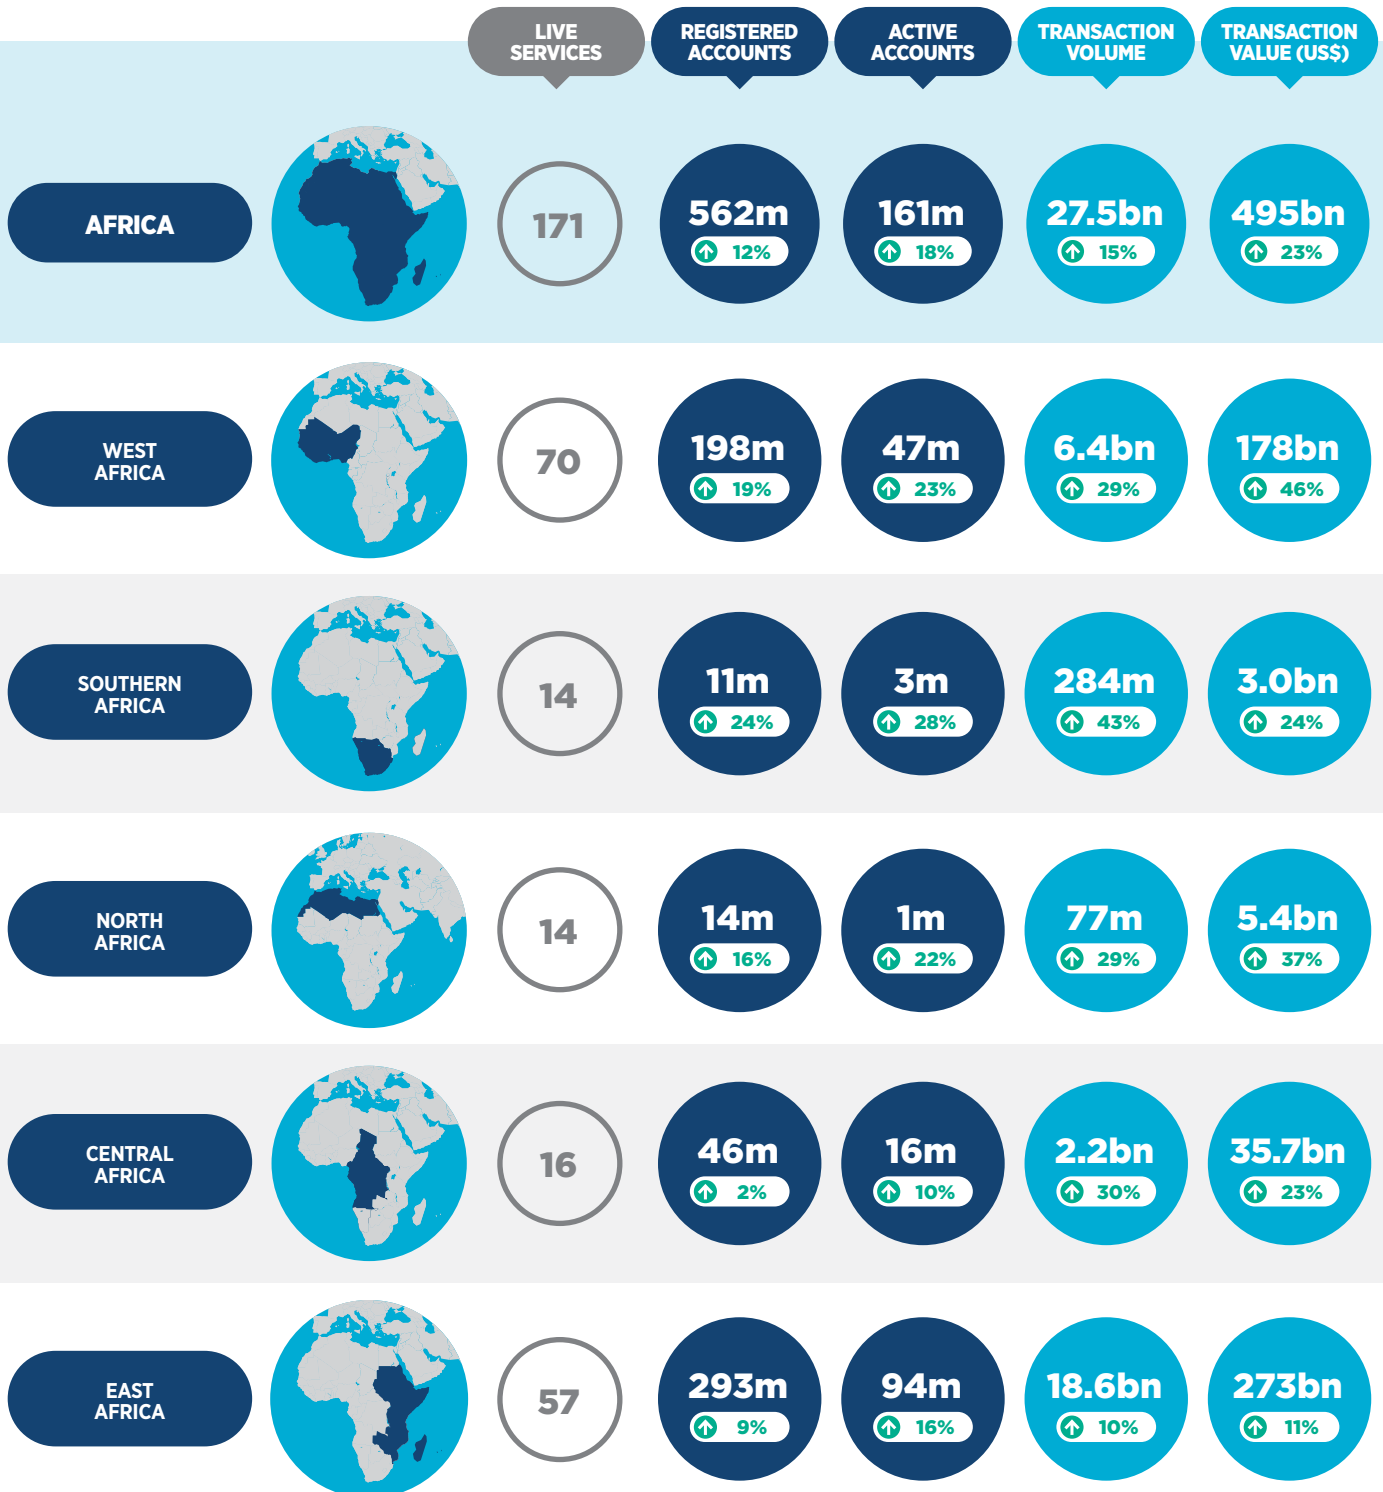 LIVE
SERVICES
REGISTERED
ACCOUNTS
ACTIVE
ACCOUNTS
TRANSACTION
VOLUME
TRANSACTION
VALUE (US$)
AFRICA
171
562m
12%
161m
18%
27.5bn
15%
495bn
23%
WEST
AFRICA
70
198m
19%
47m
23%
6.4bn
29%
178bn
46%
SOUTHERN
AFRICA
14
11m
24%
3m
28%
284m
43%
3.0bn
24%
NORTH
AFRICA
14
14m
16%
1m
22%
77m
29%
5.4bn
37%
CENTRAL
AFRICA
16
46m
2%
16m
10%
2.2bn
30%
35.7bn
23%
EAST
AFRICA
57
293m
9%
94m
16%
18.6bn
10%
273bn
11%